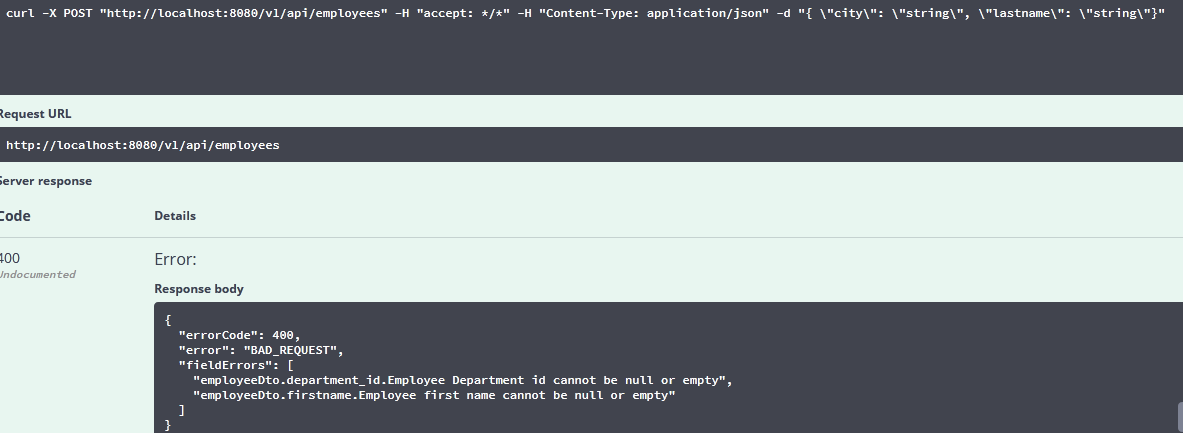 curl -X POST "http://localhost:8080/v1/api/employees" -H "accept: */*" -H "Content-Type: application/json" -d "{ \"city\": \"string\", \"lastname\": \"string\"}"
Request URL
http://localhost:8080/v1/api/employees
Server response
Code Details
400 Error:
Undocumented
Response body
{
"errorCode": 400,
"error": "BAD_REQUEST",
"fieldErrors": [
"employeeDto.department_id.Employee Department id cannot be null or empty",
"employeeDto.firstname.Employee first name cannot be null or empty"
]
}